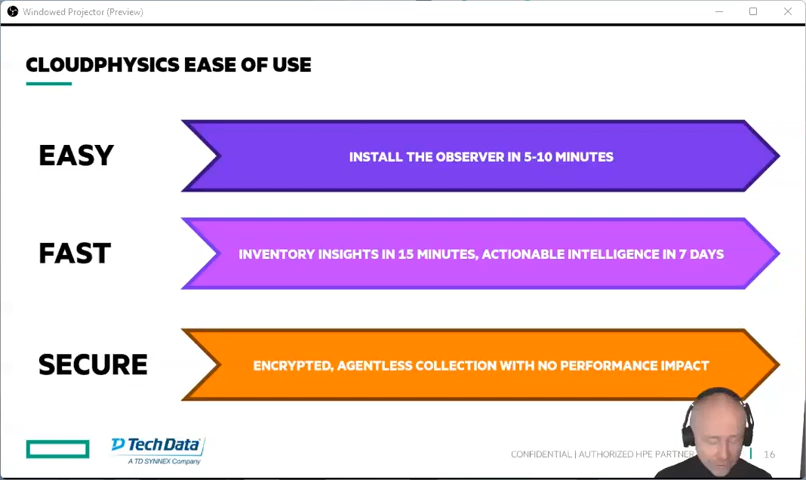 Windowed Projector (Preview)
CLOUDPHYSICS EASE OF USE
EASY
INSTALL THE OBSERVER IN 5-10 MINUTES
FAST
INVENTORY INSIGHTS IN 15 MINUTES, ACTIONABLE INTELLIGENCE IN 7 DAYS
SECURE
ENCRYPTED, AGENTLESS COLLECTION WITH NO PERFORMANCE IMPACT
TechData
A TD SYNNEX Company
CONFIDENTIAL | AUTHORIZED HPE PARTNER
16